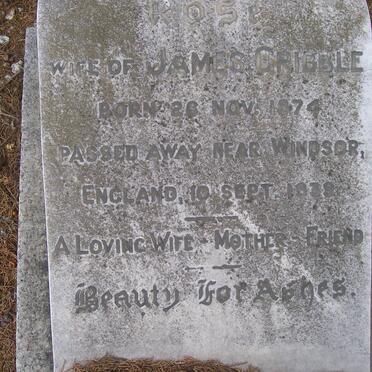 ROSE
WIFE OF JAMES GRIBBLE
BORN 26 NOV. 1874
PASSED AWAY NEAR WINDSOR,
ENGLAND, 10 SEPT. 1938
A LOVING WIFE - MOTHER - FRIEND
Beauty For Ashes.